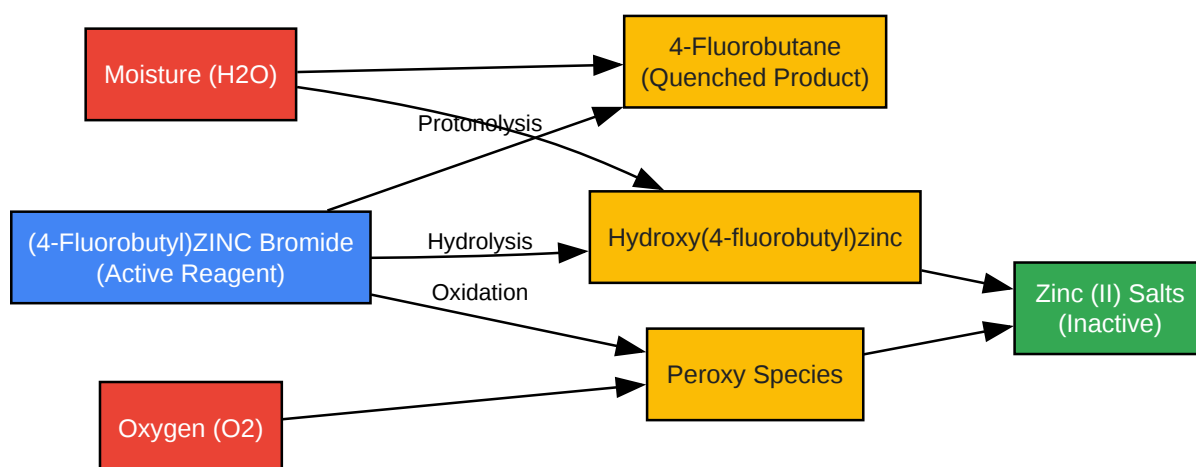 Moisture (H2O)
4-Fluorobutane
(Quenched Product)
Protonolysis
(4-Fluorobutyl)ZINC Bromide
(Active Reagent)
Hydrolysis
Hydroxy(4-fluorobutyl)zinc
Oxidation
Zinc (II) Salts
(Inactive)
Peroxy Species
Oxygen (O2)